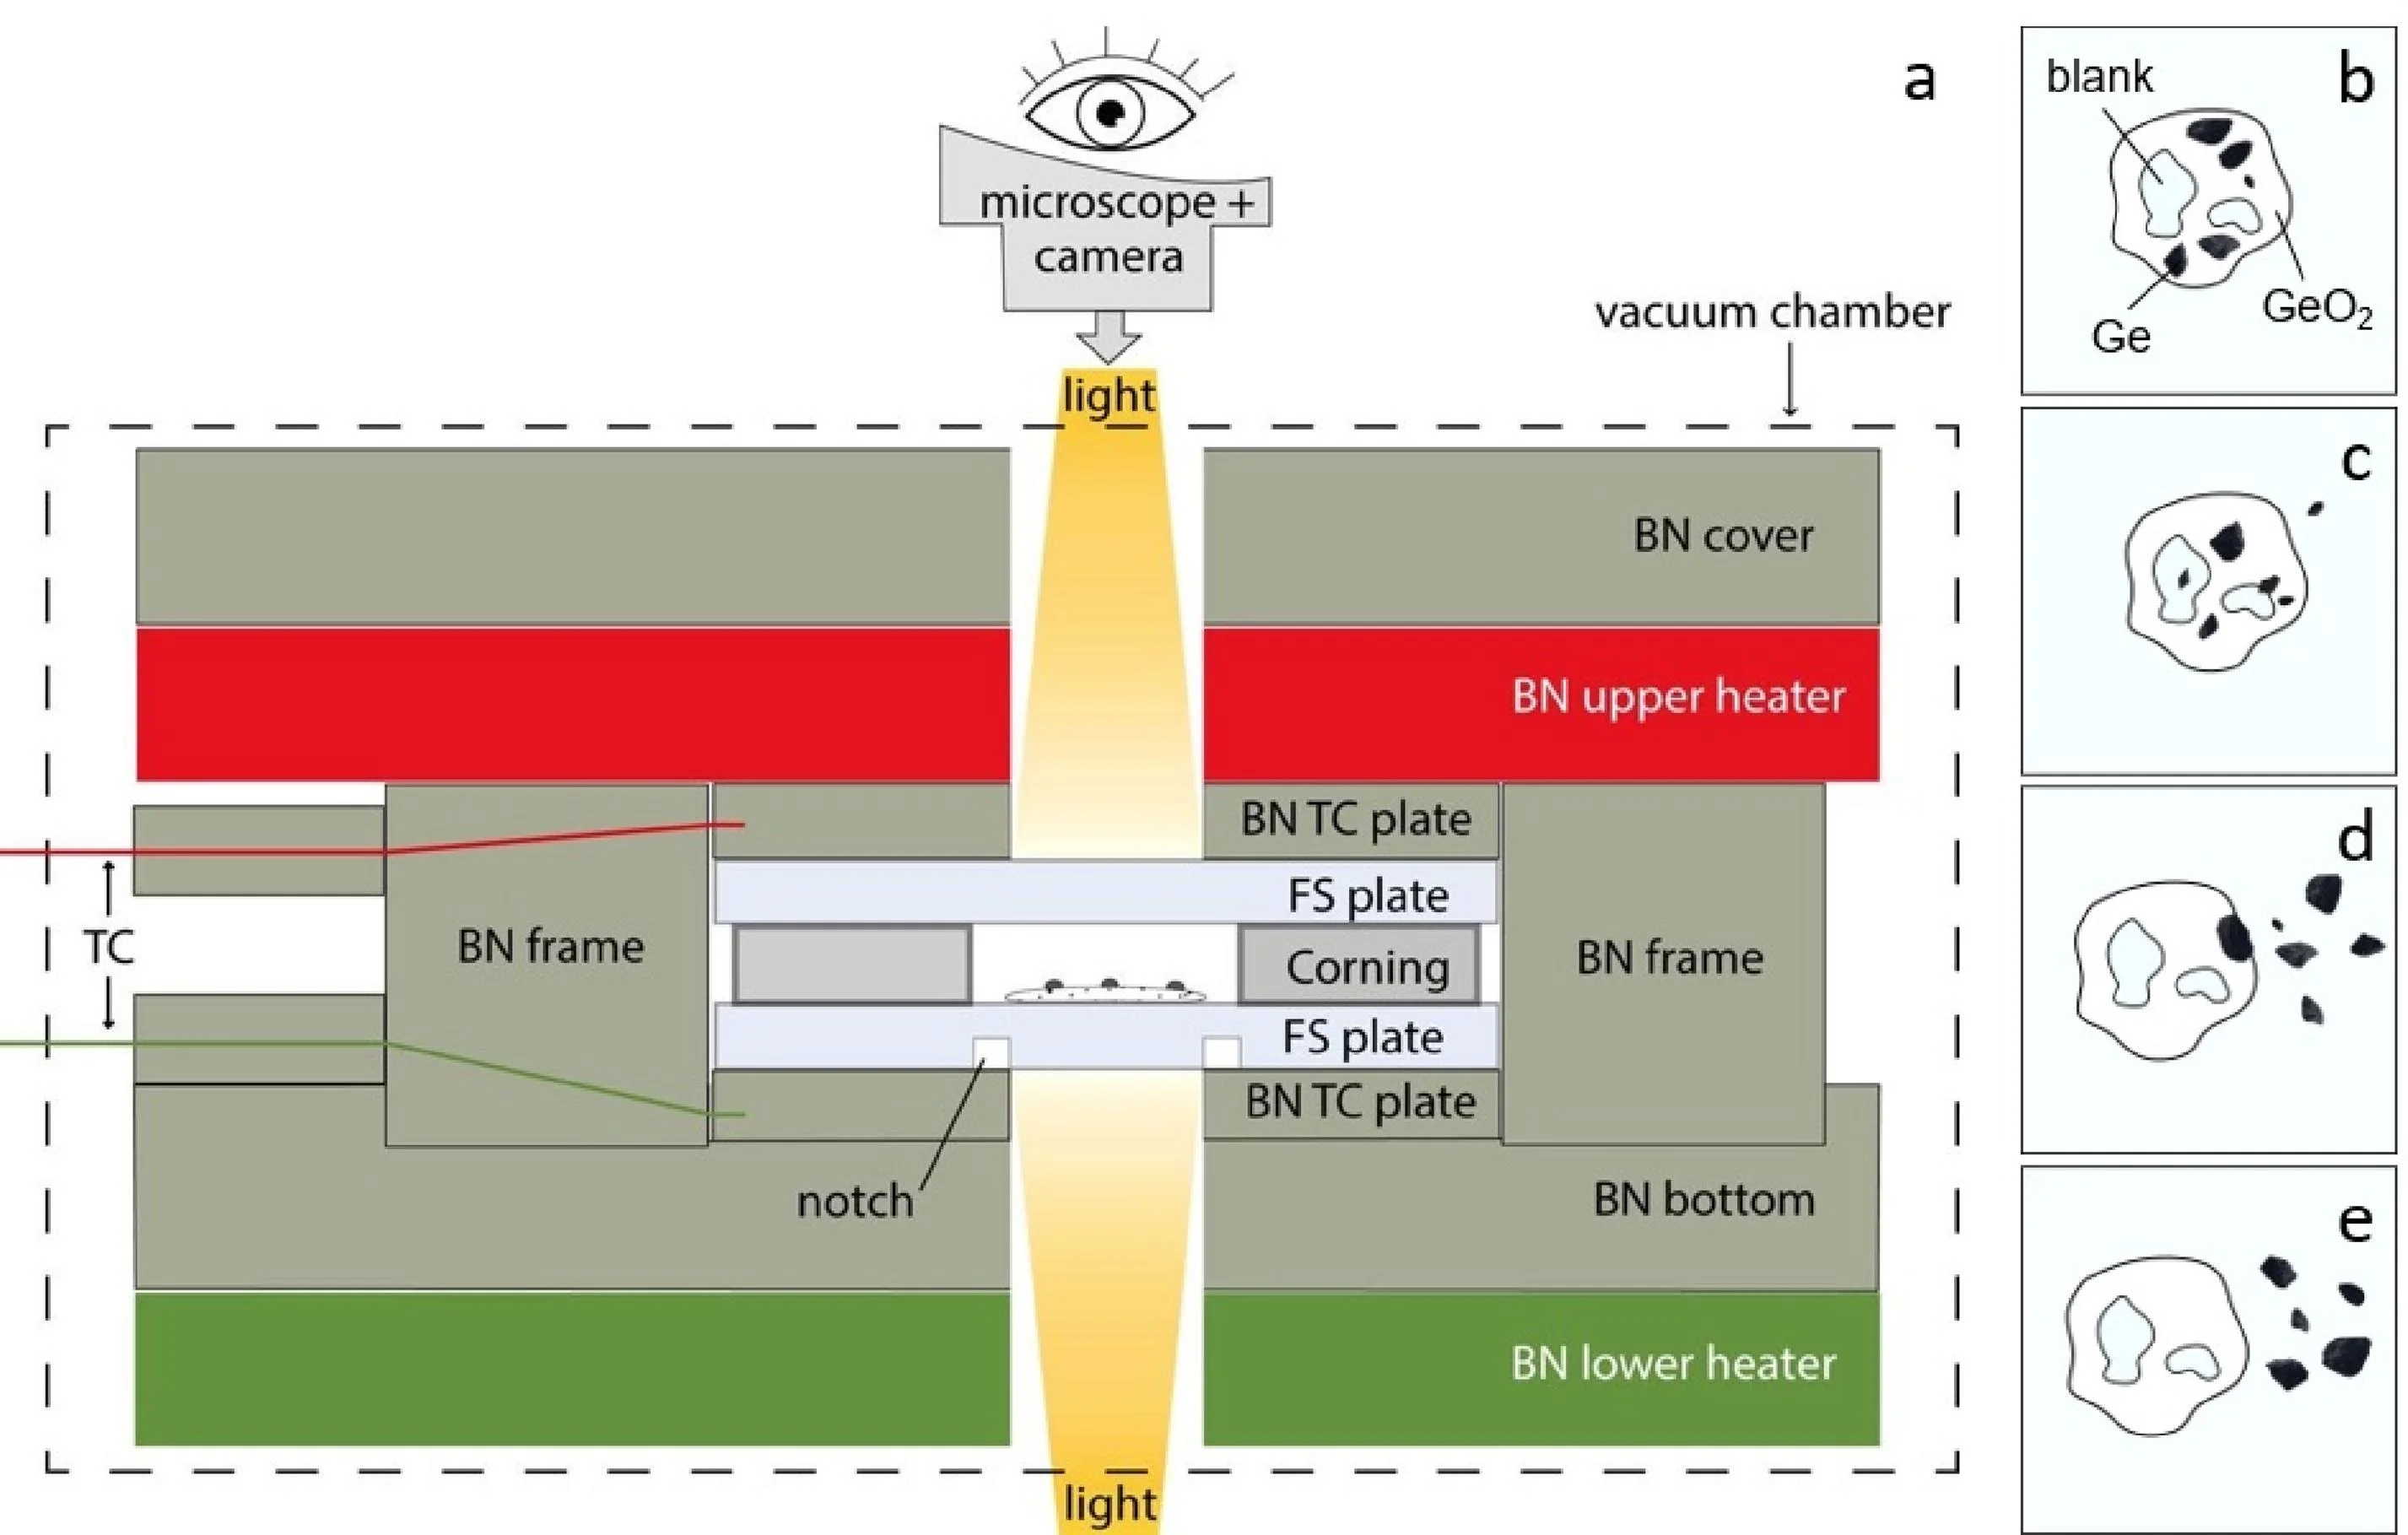 a
microscope +
camera
light
vacuum chamber
BN cover
BN upper heater
BN TC plate
FS plate
TC
BN frame
Corning
BN frame
FS plate
BN TC plate
notch
BN bottom
BN lower heater
light
blank
b
Ge
GeO₂
c
d
e